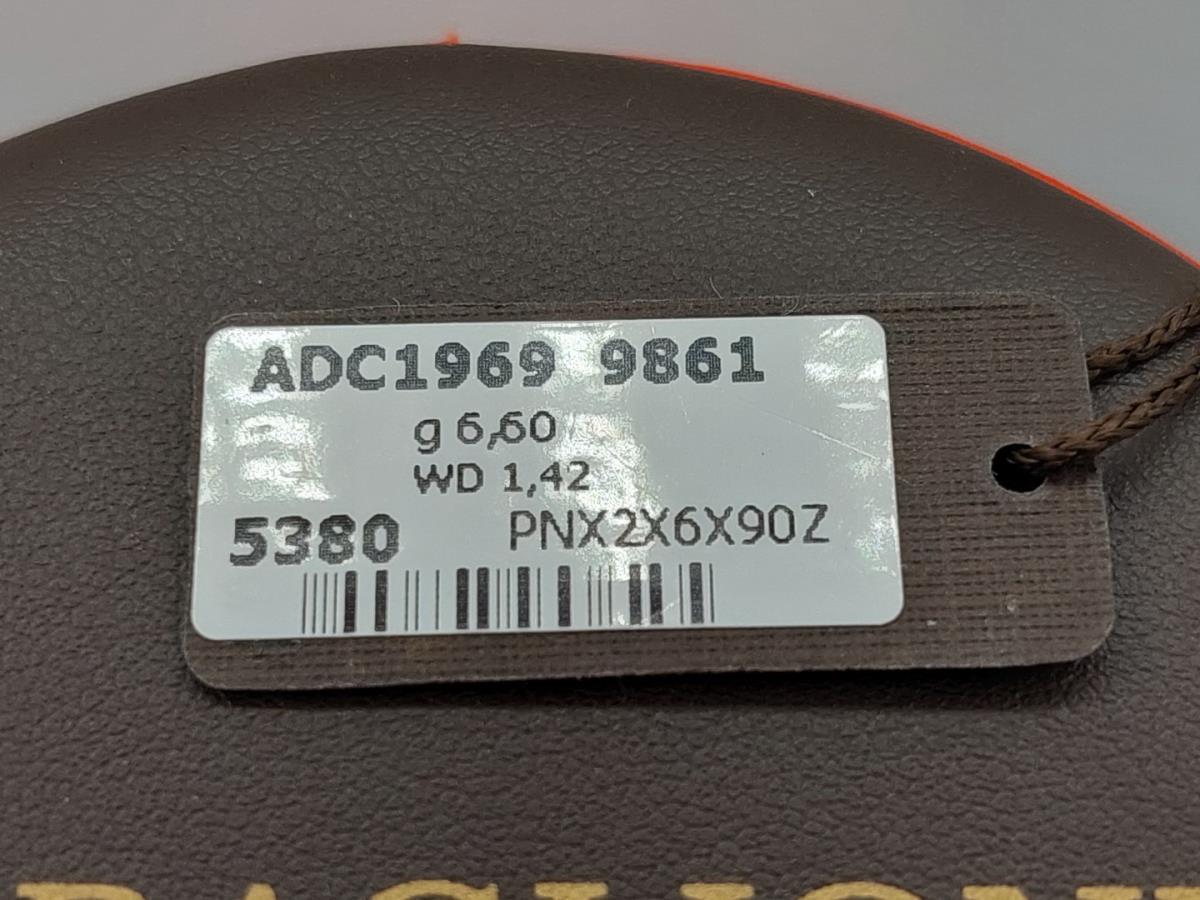 ADC1969 9861
g 6,60
WD 1,42
5380 PNX2X6X90Z